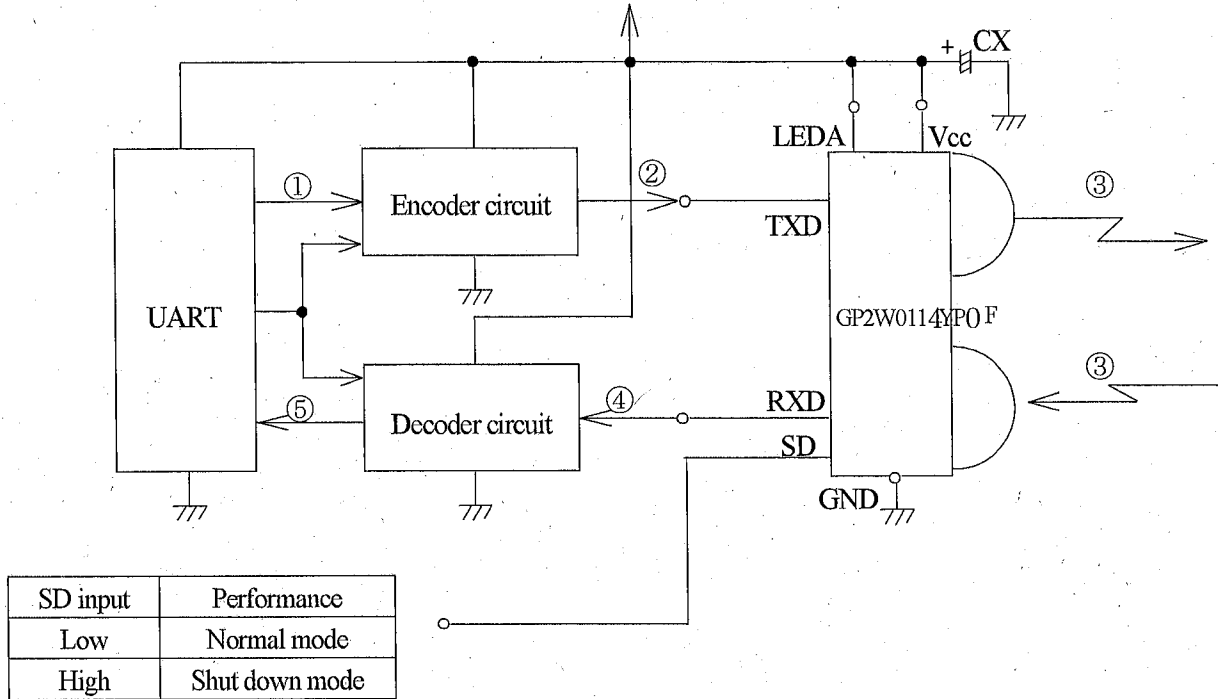 + CX
LEDA Vcc
① Encoder circuit ② TXD ③
UART GP2W0114YP0F
⑤ Decoder circuit ④ RXD ③
SD
GND
SD input Performance
Low Normal mode
High Shut down mode